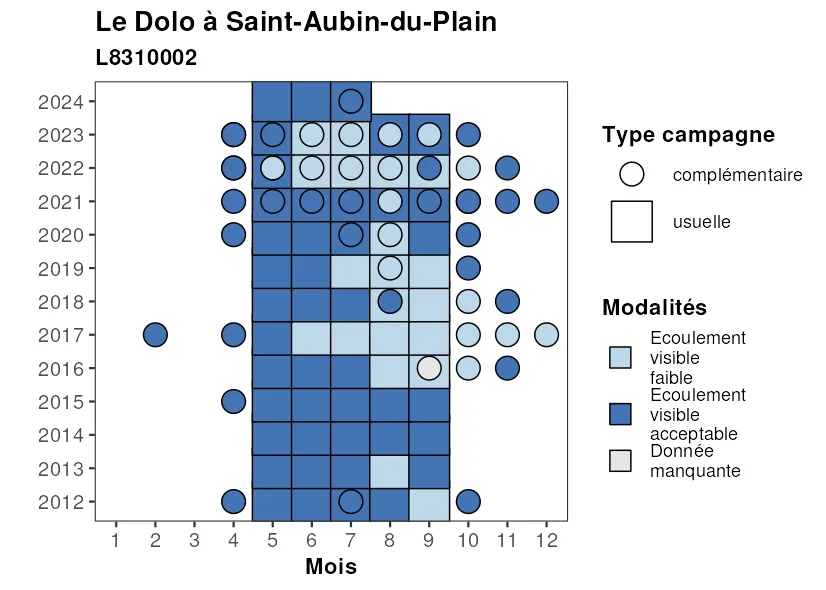 Le Dolo à Saint-Aubin-du-Plain
L8310002
2024
2023
2022
2021
2020
2019
2018
2017
2016
2015
2014
2013
2012
1 2 3 4 5 6 7 8 9 10 11 12
Mois
Type campagne
complémentaire
usuelle
Modalités
Ecoulement
visible
faible
Ecoulement
visible
acceptable
Donnée
manquante